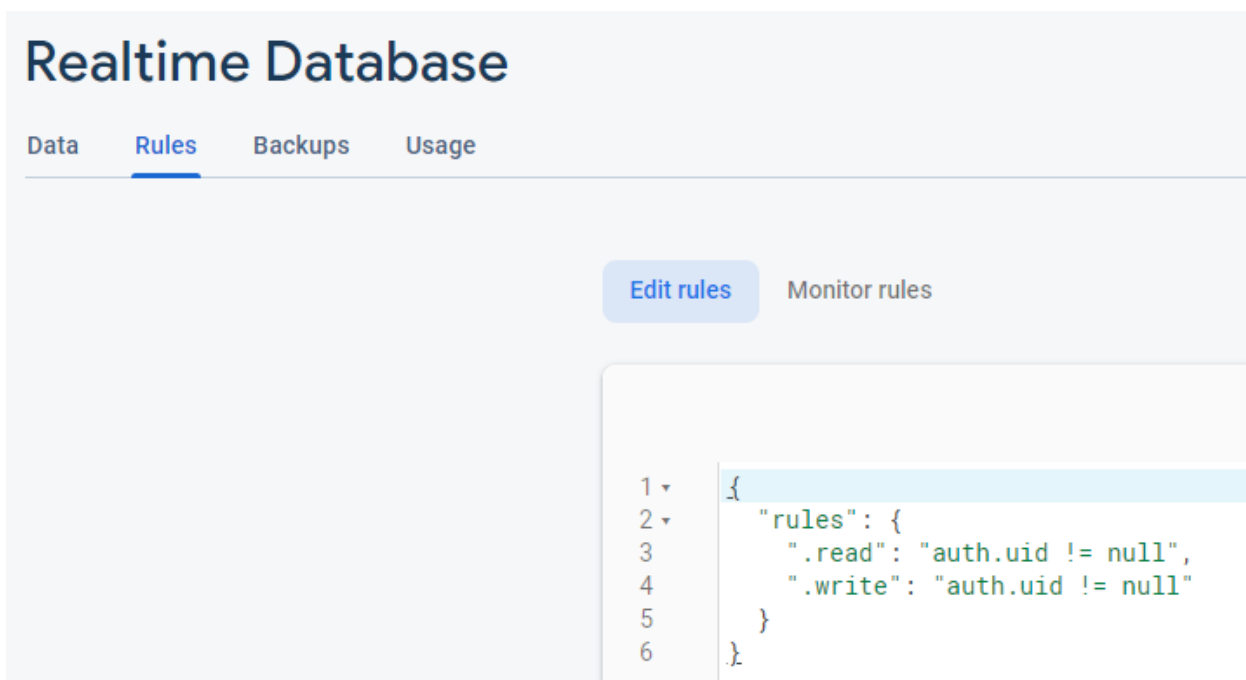 Realtime Database
Data Rules Backups Usage
Edit rules Monitor rules
1 {
2 "rules": {
3 ".read": "auth.uid != null",
4 ".write": "auth.uid != null"
5 }
6 }